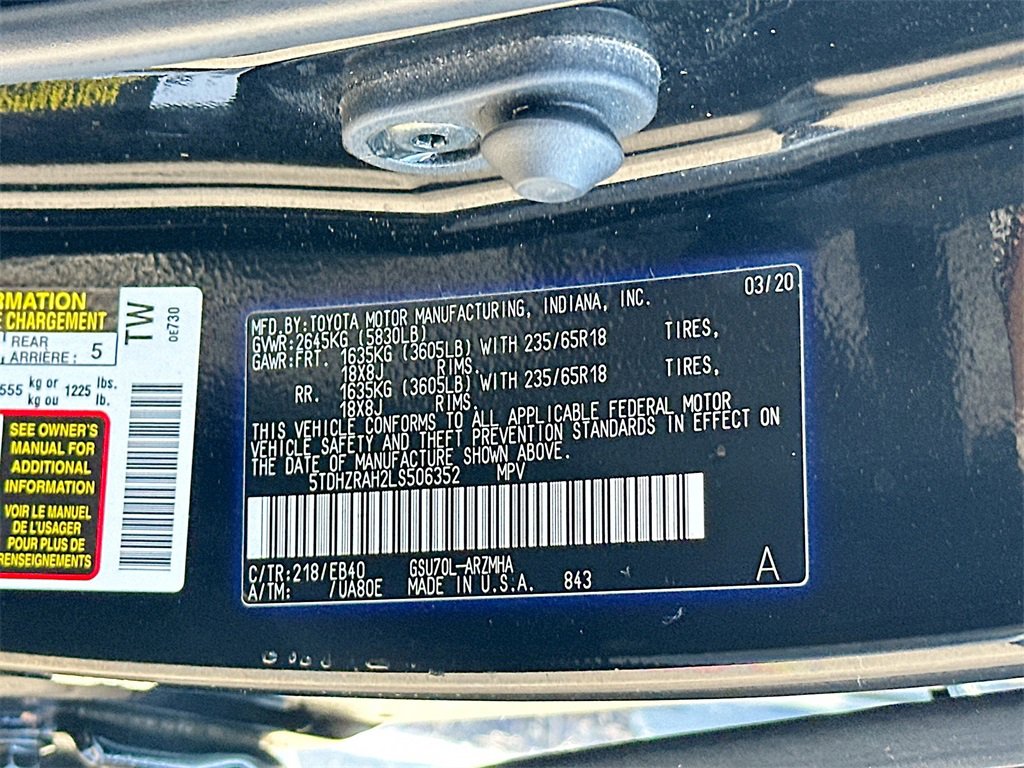 RMATION
E CHARGEMENT
REAR
ARRIÈRE: 5
555 kg or 1225 lbs.
kg ou lb.
SEE OWNER'S
MANUAL FOR
ADDITIONAL
INFORMATION
VOIR LE MANUEL
DE L'USAGER
POUR PLUS DE
RENSEIGNEMENTS
TW
0E730
03/20
MFD.BY:TOYOTA MOTOR MANUFACTURING, INDIANA, INC.
GVWR:2645KG (5830LB)
GAWR:FRT. 1635KG (3605LB) WITH 235/65R18 TIRES,
18X8J RIMS.
RR. 1635KG (3605LB) WITH 235/65R18 TIRES,
18X8J RIMS.
THIS VEHICLE CONFORMS TO ALL APPLICABLE FEDERAL MOTOR
VEHICLE SAFETY AND THEFT PREVENTION STANDARDS IN EFFECT ON
THE DATE OF MANUFACTURE SHOWN ABOVE.
5TDHZRAH2LS506352 MPV
C/TR:218/EB40 GSU70L-ARZMHA
A/TM: /UA80E MADE IN U.S.A. 843 A